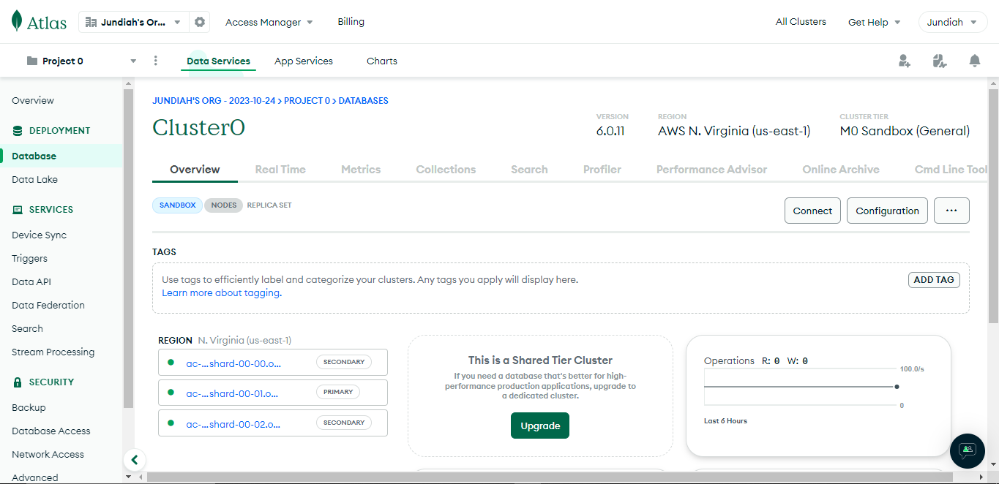 Atlas
Jundiah's Or...
Access Manager
Billing
All Clusters
Get Help
Jundiah
Project 0
Data Services
App Services
Charts
Overview
DEPLOYMENT
Database
Data Lake
SERVICES
Device Sync
Triggers
Data API
Data Federation
Search
Stream Processing
SECURITY
Backup
Database Access
Network Access
Advanced
JUNDIAH'S ORG - 2023-10-24 > PROJECT 0 > DATABASES
Cluster0
VERSION
6.0.11
REGION
AWS N. Virginia (us-east-1)
CLUSTER TIER
M0 Sandbox (General)
Overview
Real Time
Metrics
Collections
Search
Profiler
Performance Advisor
Online Archive
Cmd Line Tool
SANDBOX
NODES
REPLICA SET
Connect
Configuration
...
TAGS
Use tags to efficiently label and categorize your clusters. Any tags you apply will display here.
Learn more about tagging.
ADD TAG
REGION N. Virginia (us-east-1)
ac-...shard-00-00.o...
SECONDARY
ac-...shard-00-01.o...
PRIMARY
ac-...shard-00-02.o...
SECONDARY
This is a Shared Tier Cluster
If you need a database that's better for high-
performance production applications, upgrade to
a dedicated cluster.
Upgrade
Operations R: 0 W: 0
100.0/s
0
Last 6 Hours